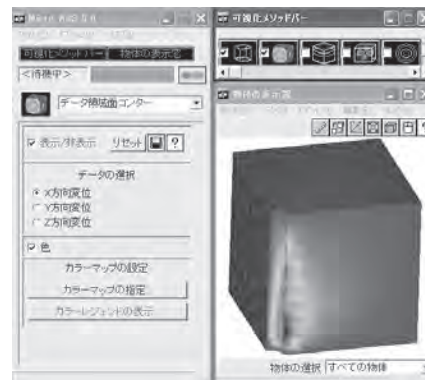 可視化メソッドバー
可視化メソッドバー 物体の表示窓
<待機中>
データ領域面コンター
表示/非表示 リセット ?
データの選択
X方向変位
Y方向変位
Z方向変位
色
カラーマップの設定
カラーマップの指定
カラーレジェンドの表示
物体の表示窓
物体の選択 すべての物体